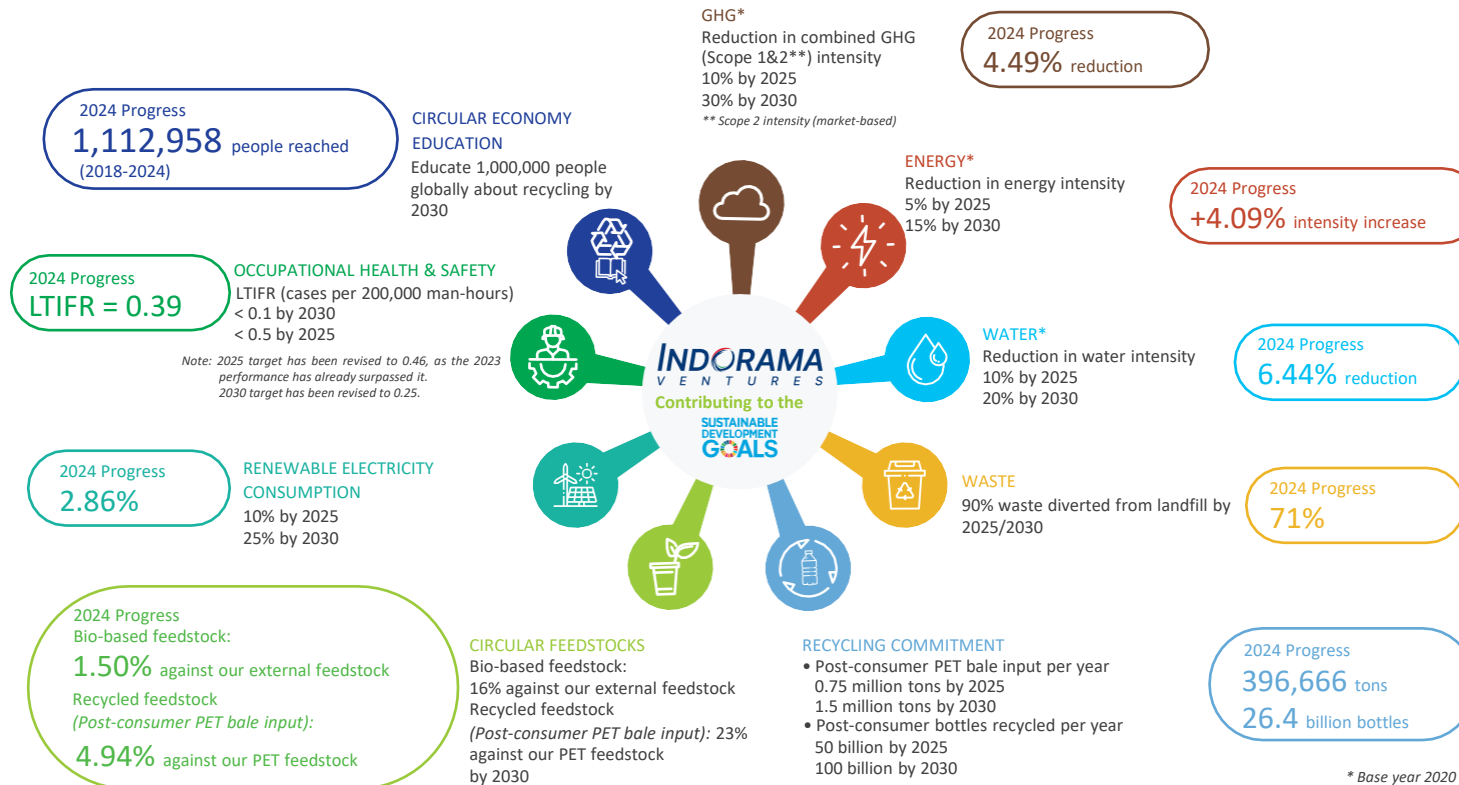 GHG*
Reduction in combined GHG
(Scope 1&2**) intensity
10% by 2025
30% by 2030
** Scope 2 intensity (market-based)
2024 Progress
4.49% reduction
2024 Progress
1,112,958 people reached
(2018-2024)
CIRCULAR ECONOMY
EDUCATION
Educate 1,000,000 people
globally about recycling by
2030
ENERGY*
Reduction in energy intensity
5% by 2025
15% by 2030
2024 Progress
+4.09% intensity increase
2024 Progress
LTIFR = 0.39
OCCUPATIONAL HEALTH & SAFETY
LTIFR (cases per 200,000 man-hours)
< 0.1 by 2030
< 0.5 by 2025
Note: 2025 target has been revised to 0.46, as the 2023
performance has already surpassed it.
2030 target has been revised to 0.25.
INDORAMA
VENTURES
Contributing to the
SUSTAINABLE
DEVELOPMENT
GOALS
WATER*
Reduction in water intensity
10% by 2025
20% by 2030
2024 Progress
6.44% reduction
2024 Progress
2.86%
RENEWABLE ELECTRICITY
CONSUMPTION
10% by 2025
25% by 2030
WASTE
90% waste diverted from landfill by
2025/2030
2024 Progress
71%
2024 Progress
Bio-based feedstock:
1.50% against our external feedstock
Recycled feedstock
(Post-consumer PET bale input):
4.94% against our PET feedstock
CIRCULAR FEEDSTOCKS
Bio-based feedstock:
16% against our external feedstock
Recycled feedstock
(Post-consumer PET bale input): 23%
against our PET feedstock
by 2030
RECYCLING COMMITMENT
• Post-consumer PET bale input per year
0.75 million tons by 2025
1.5 million tons by 2030
• Post-consumer bottles recycled per year
50 billion by 2025
100 billion by 2030
2024 Progress
396,666 tons
26.4 billion bottles
* Base year 2020